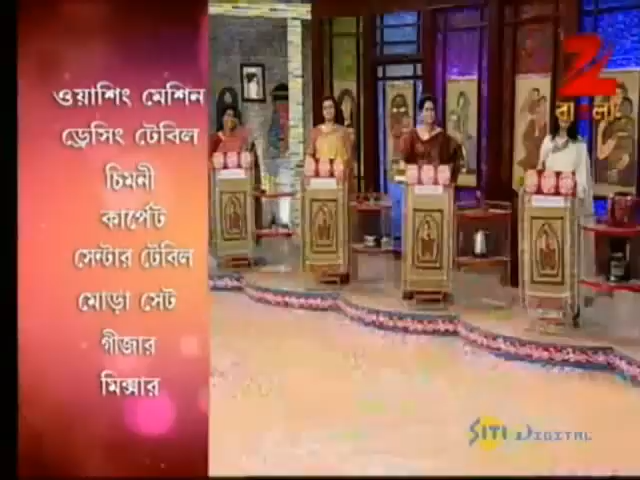 ওয়াশিং মেশিন
ড্রেসিং টেবিল
চিমনী
কার্পেট
সেন্টার টেবিল
মোড়া সেট
গীজার
মিক্সার
Z
বাংলা
SITI DIGITAL